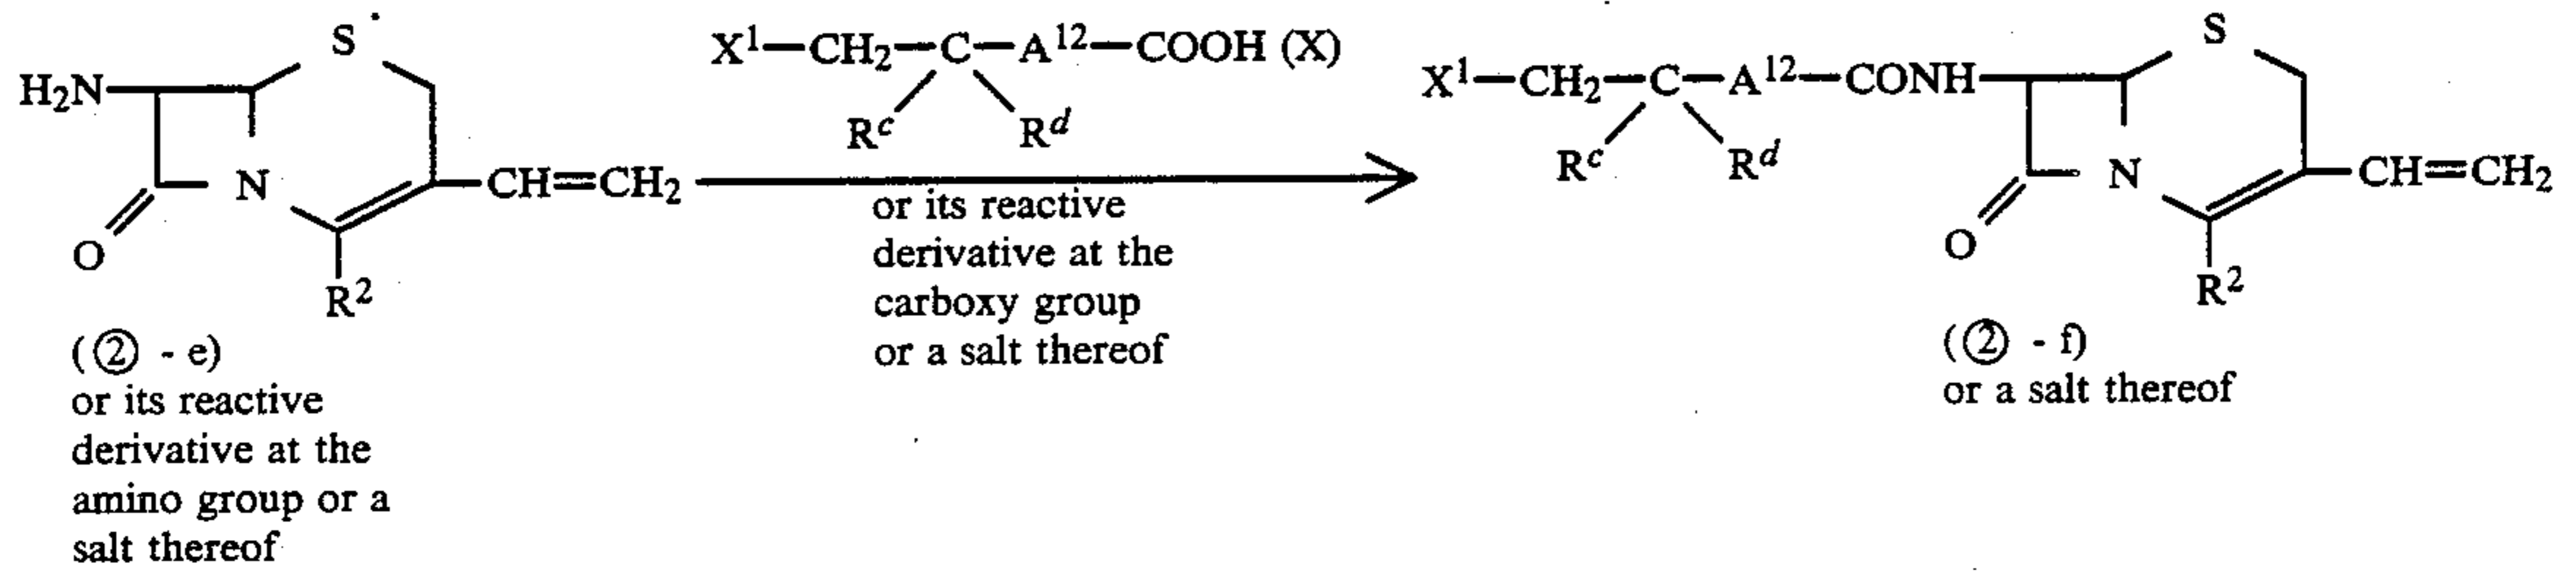 H₂N
S
N
O
R²
CH=CH₂
X¹—CH₂—C—A¹²—COOH (X)
Rᶜ Rᵈ
or its reactive
derivative at the
carboxy group
or a salt thereof
X¹—CH₂—C—A¹²—CONH
Rᶜ Rᵈ
S
N
O
R²
CH=CH₂
(② - e)
or its reactive
derivative at the
amino group or a
salt thereof
(② - f)
or a salt thereof